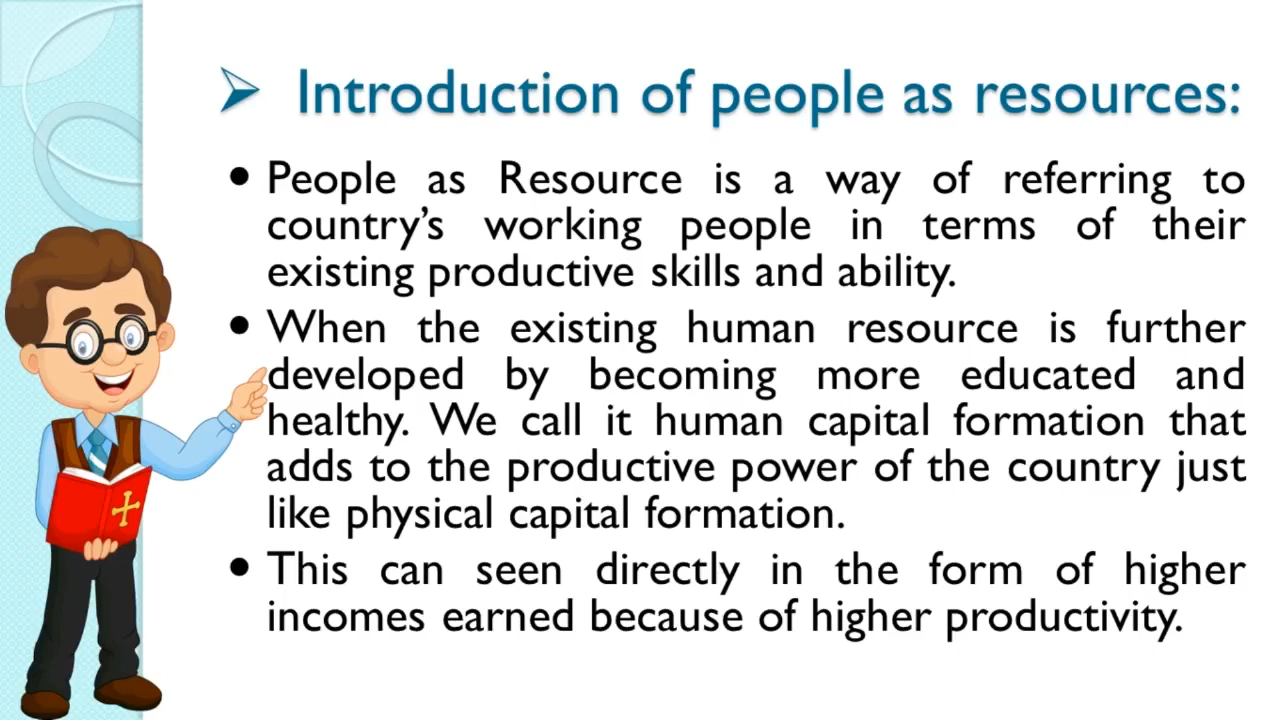 ➢ Introduction of people as resources:
• People as Resource is a way of referring to
country’s working people in terms of their
existing productive skills and ability.
• When the existing human resource is further
developed by becoming more educated and
healthy. We call it human capital formation that
adds to the productive power of the country just
like physical capital formation.
• This can seen directly in the form of higher
incomes earned because of higher productivity.